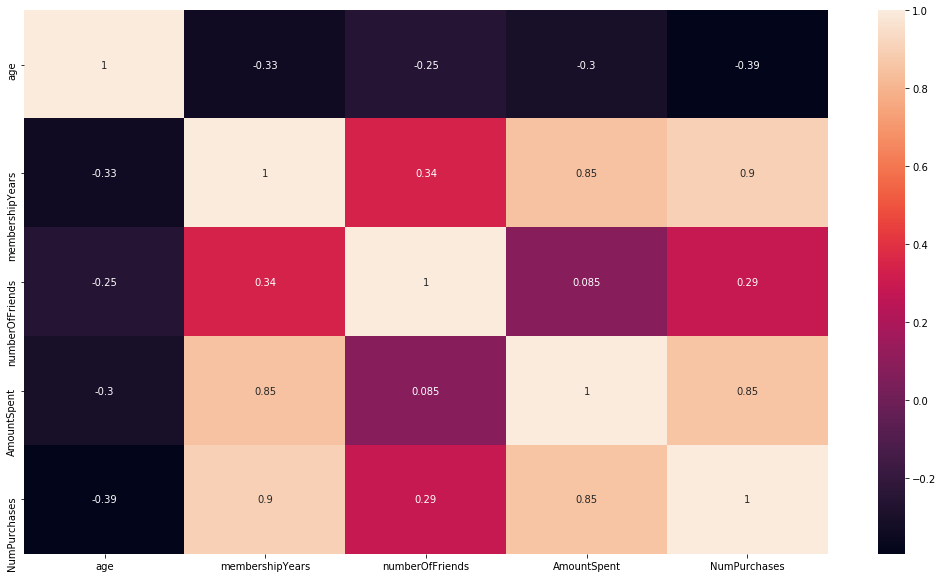 age 1 -0.33 -0.25 -0.3 -0.39
membershipYears -0.33 1 0.34 0.85 0.9
numberOfFriends -0.25 0.34 1 0.085 0.29
AmountSpent -0.3 0.85 0.085 1 0.85
NumPurchases -0.39 0.9 0.29 0.85 1
age membershipYears numberOfFriends AmountSpent NumPurchases
1.0
0.8
0.6
0.4
0.2
0.0
−0.2